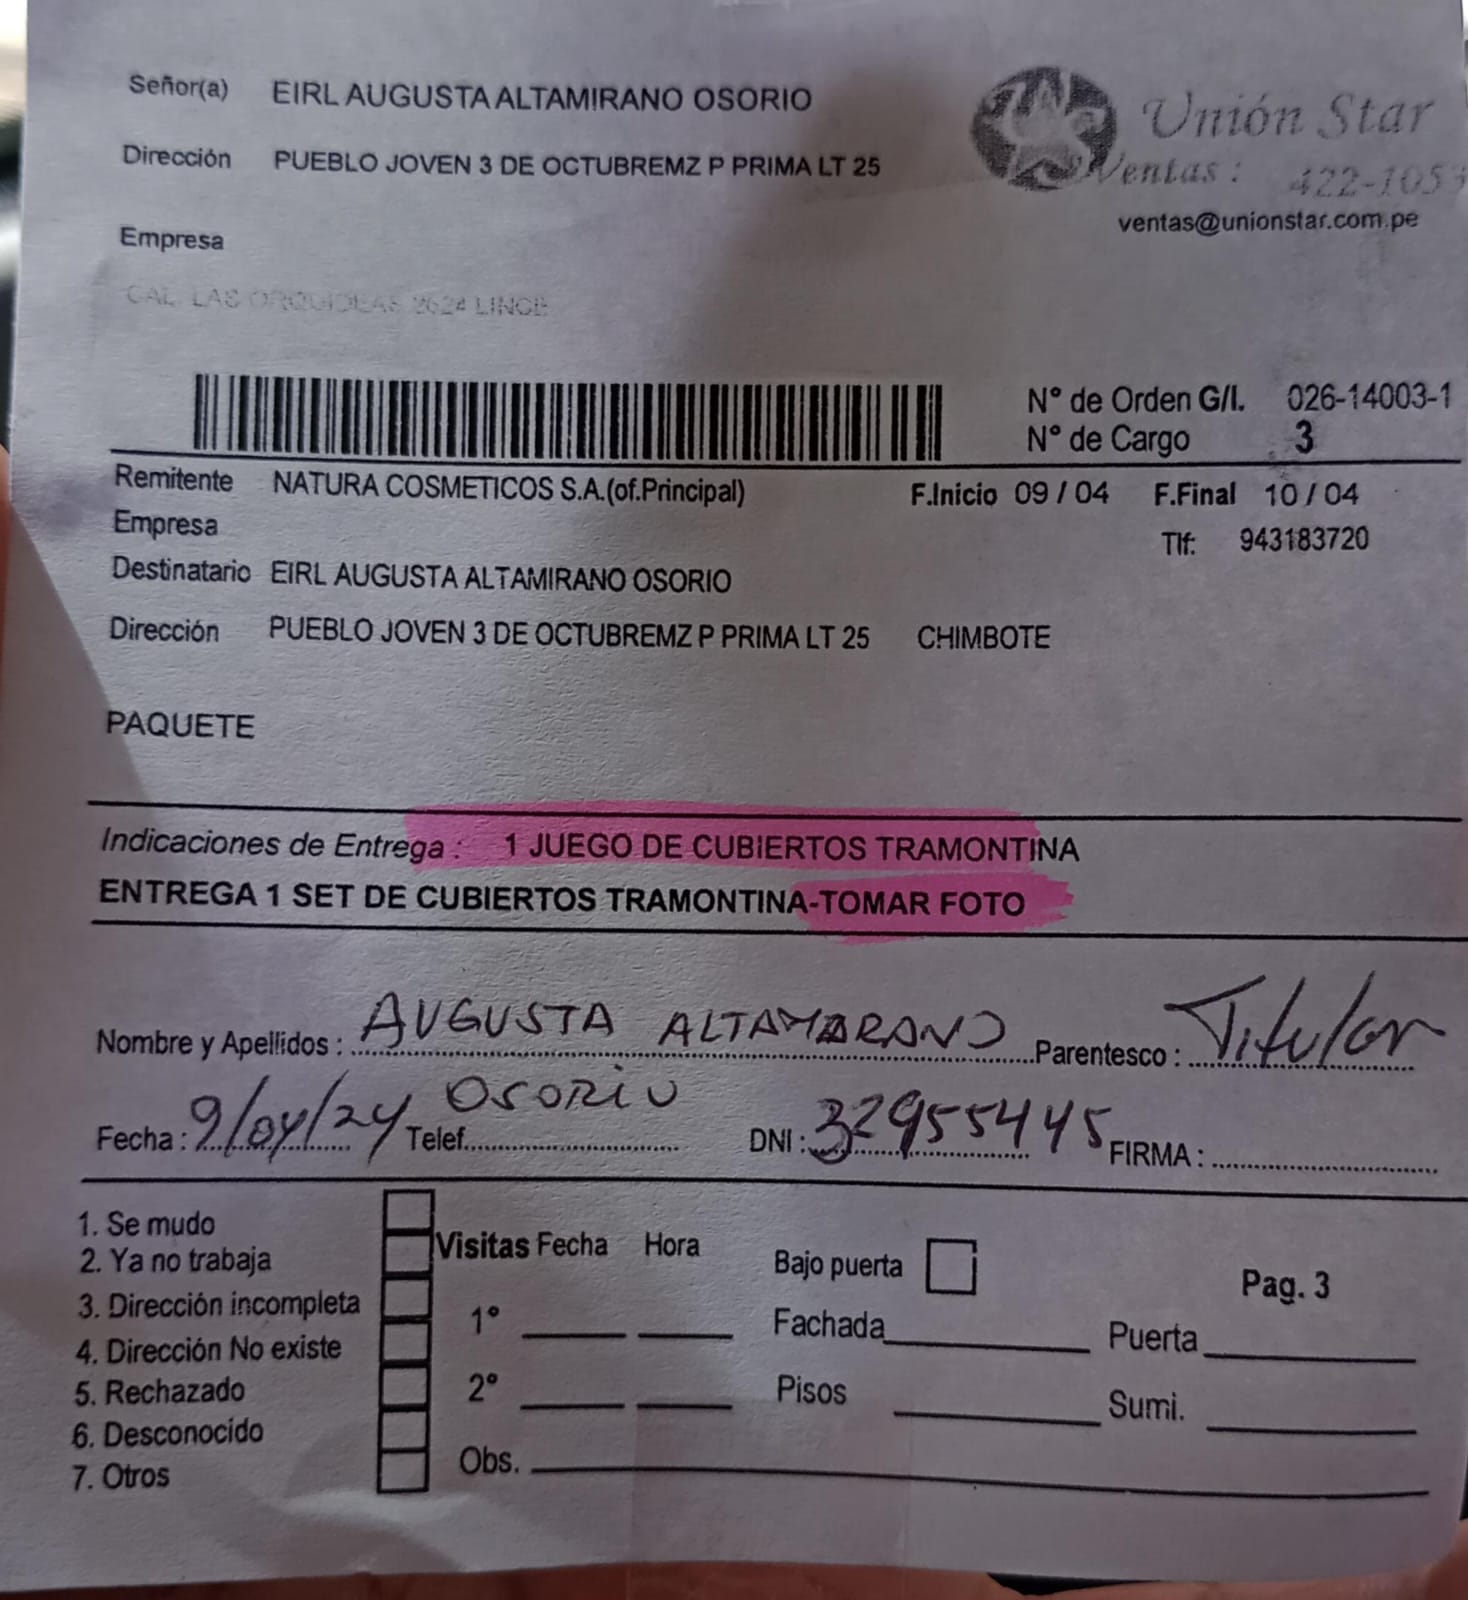 Señor(a) EIRL AUGUSTA ALTAMIRANO OSORIO
Unión Star
Dirección PUEBLO JOVEN 3 DE OCTUBREMZ P PRIMA LT 25
Ventas: 422-1053
ventas@unionstar.com.pe
Empresa
CAL. LAS ORQUIDEAS 2624 LINCE
N° de Orden G/I. 026-14003-1
N° de Cargo 3
Remitente NATURA COSMETICOS S.A.(of.Principal) F.Inicio 09 / 04 F.Final 10 / 04
Empresa
Tlf: 943183720
Destinatario EIRL AUGUSTA ALTAMIRANO OSORIO
Dirección PUEBLO JOVEN 3 DE OCTUBREMZ P PRIMA LT 25 CHIMBOTE
PAQUETE
Indicaciones de Entrega : 1 JUEGO DE CUBIERTOS TRAMONTINA
ENTREGA 1 SET DE CUBIERTOS TRAMONTINA-TOMAR FOTO
Nombre y Apellidos : AUGUSTA ALTAMARANO Parentesco : Titular
OSORIO
Fecha : 9/04/24 Telef. DNI : 32955445 FIRMA :
1. Se mudo
2. Ya no trabaja
3. Dirección incompleta
4. Dirección No existe
5. Rechazado
6. Desconocido
7. Otros
Visitas Fecha Hora
1°
2°
Obs.
Bajo puerta
Fachada Puerta
Pisos Sumi.
Pag. 3